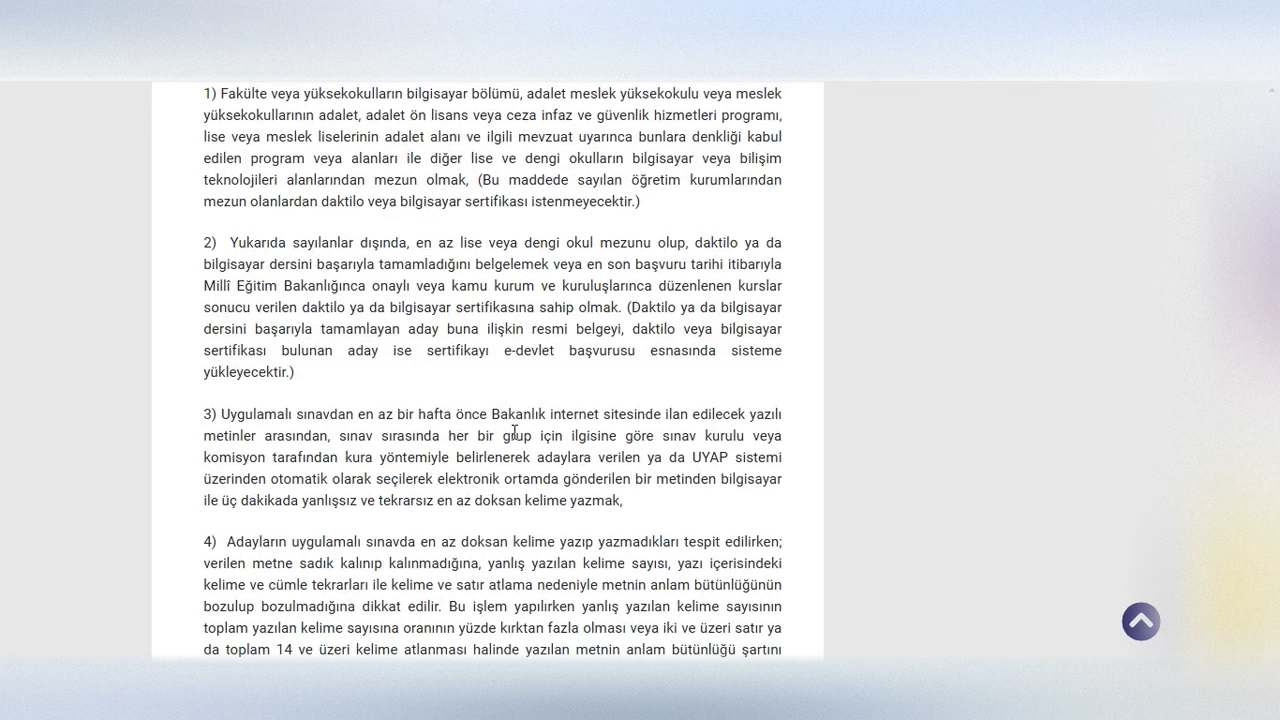 1) Fakülte veya yüksekokulların bilgisayar bölümü, adalet meslek yüksekokulu veya meslek
yüksekokullarının adalet, adalet ön lisans veya ceza infaz ve güvenlik hizmetleri programı,
lise veya meslek liselerinin adalet alanı ve ilgili mevzuat uyarınca bunlara denkliği kabul
edilen program veya alanları ile diğer lise ve dengi okulların bilgisayar veya bilişim
teknolojileri alanlarından mezun olmak, (Bu maddede sayılan öğretim kurumlarından
mezun olanlardan daktilo veya bilgisayar sertifikası istenmeyecektir.)
2) Yukarıda sayılanlar dışında, en az lise veya dengi okul mezunu olup, daktilo ya da
bilgisayar dersini başarıyla tamamladığını belgelemek veya en son başvuru tarihi itibarıyla
Millî Eğitim Bakanlığınca onaylı veya kamu kurum ve kuruluşlarınca düzenlenen kurslar
sonucu verilen daktilo ya da bilgisayar sertifikasına sahip olmak. (Daktilo ya da bilgisayar
dersini başarıyla tamamlayan aday buna ilişkin resmi belgeyi, daktilo veya bilgisayar
sertifikası bulunan aday ise sertifikayı e-devlet başvurusu esnasında sisteme
yükleyecektir.)
3) Uygulamalı sınavdan en az bir hafta önce Bakanlık internet sitesinde ilan edilecek yazılı
metinler arasından, sınav sırasında her bir grup için ilgisine göre sınav kurulu veya
komisyon tarafından kura yöntemiyle belirlenerek adaylara verilen ya da UYAP sistemi
üzerinden otomatik olarak seçilerek elektronik ortamda gönderilen bir metinden bilgisayar
ile üç dakikada yanlışsız ve tekrarsız en az doksan kelime yazmak,
4) Adayların uygulamalı sınavda en az doksan kelime yazıp yazmadıkları tespit edilirken;
verilen metne sadık kalınıp kalınmadığına, yanlış yazılan kelime sayısı, yazı içerisindeki
kelime ve cümle tekrarları ile kelime ve satır atlama nedeniyle metnin anlam bütünlüğünün
bozulup bozulmadığına dikkat edilir. Bu işlem yapılırken yanlış yazılan kelime sayısının
toplam yazılan kelime sayısına oranının yüzde kırktan fazla olması veya iki ve üzeri satır ya
da toplam 14 ve üzeri kelime atlanması halinde yazılan metnin anlam bütünlüğü şartını